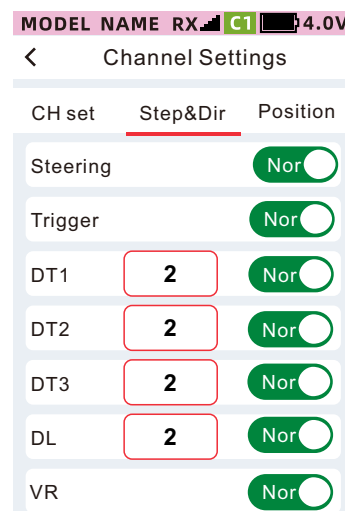 MODEL NAME RX C1 4.0V
< Channel Settings
CH set Step&Dir Position
Steering Nor
Trigger Nor
DT1 2 Nor
DT2 2 Nor
DT3 2 Nor
DL 2 Nor
VR Nor